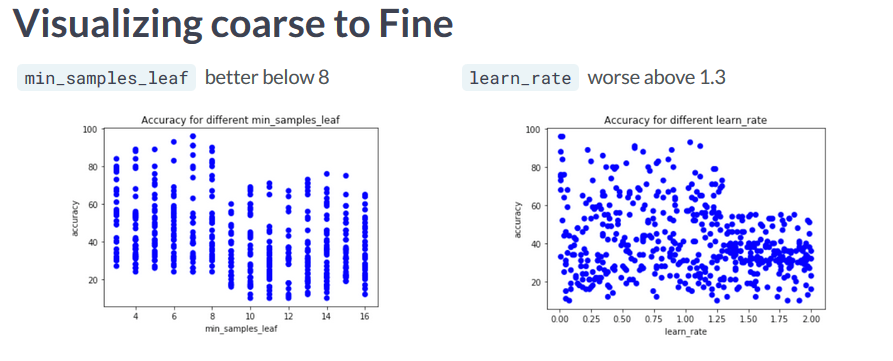 Visualizing coarse to Fine
min_samples_leaf better below 8
learn_rate worse above 1.3
Accuracy for different min_samples_leaf
100
80
60
40
20
accuracy
4 6 8 10 12 14 16
min_samples_leaf
Accuracy for different learn_rate
100
80
60
40
20
accuracy
0.00 0.25 0.50 0.75 1.00 1.25 1.50 1.75 2.00
learn_rate